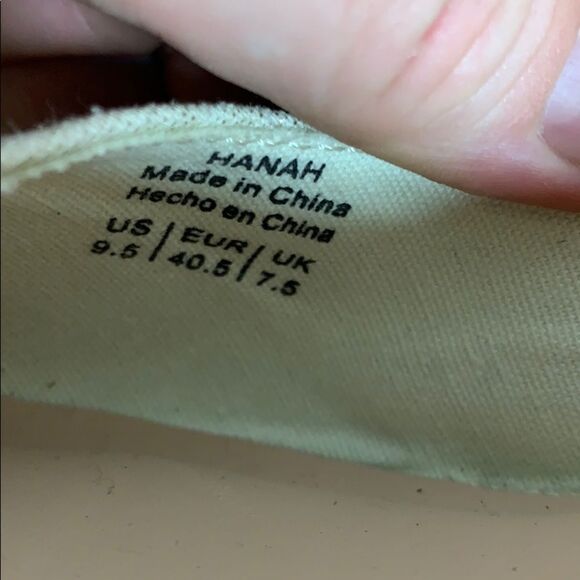 HANAH
Made in China
Hecho en China
US / EUR / UK
9.5 / 40.5 / 7.5